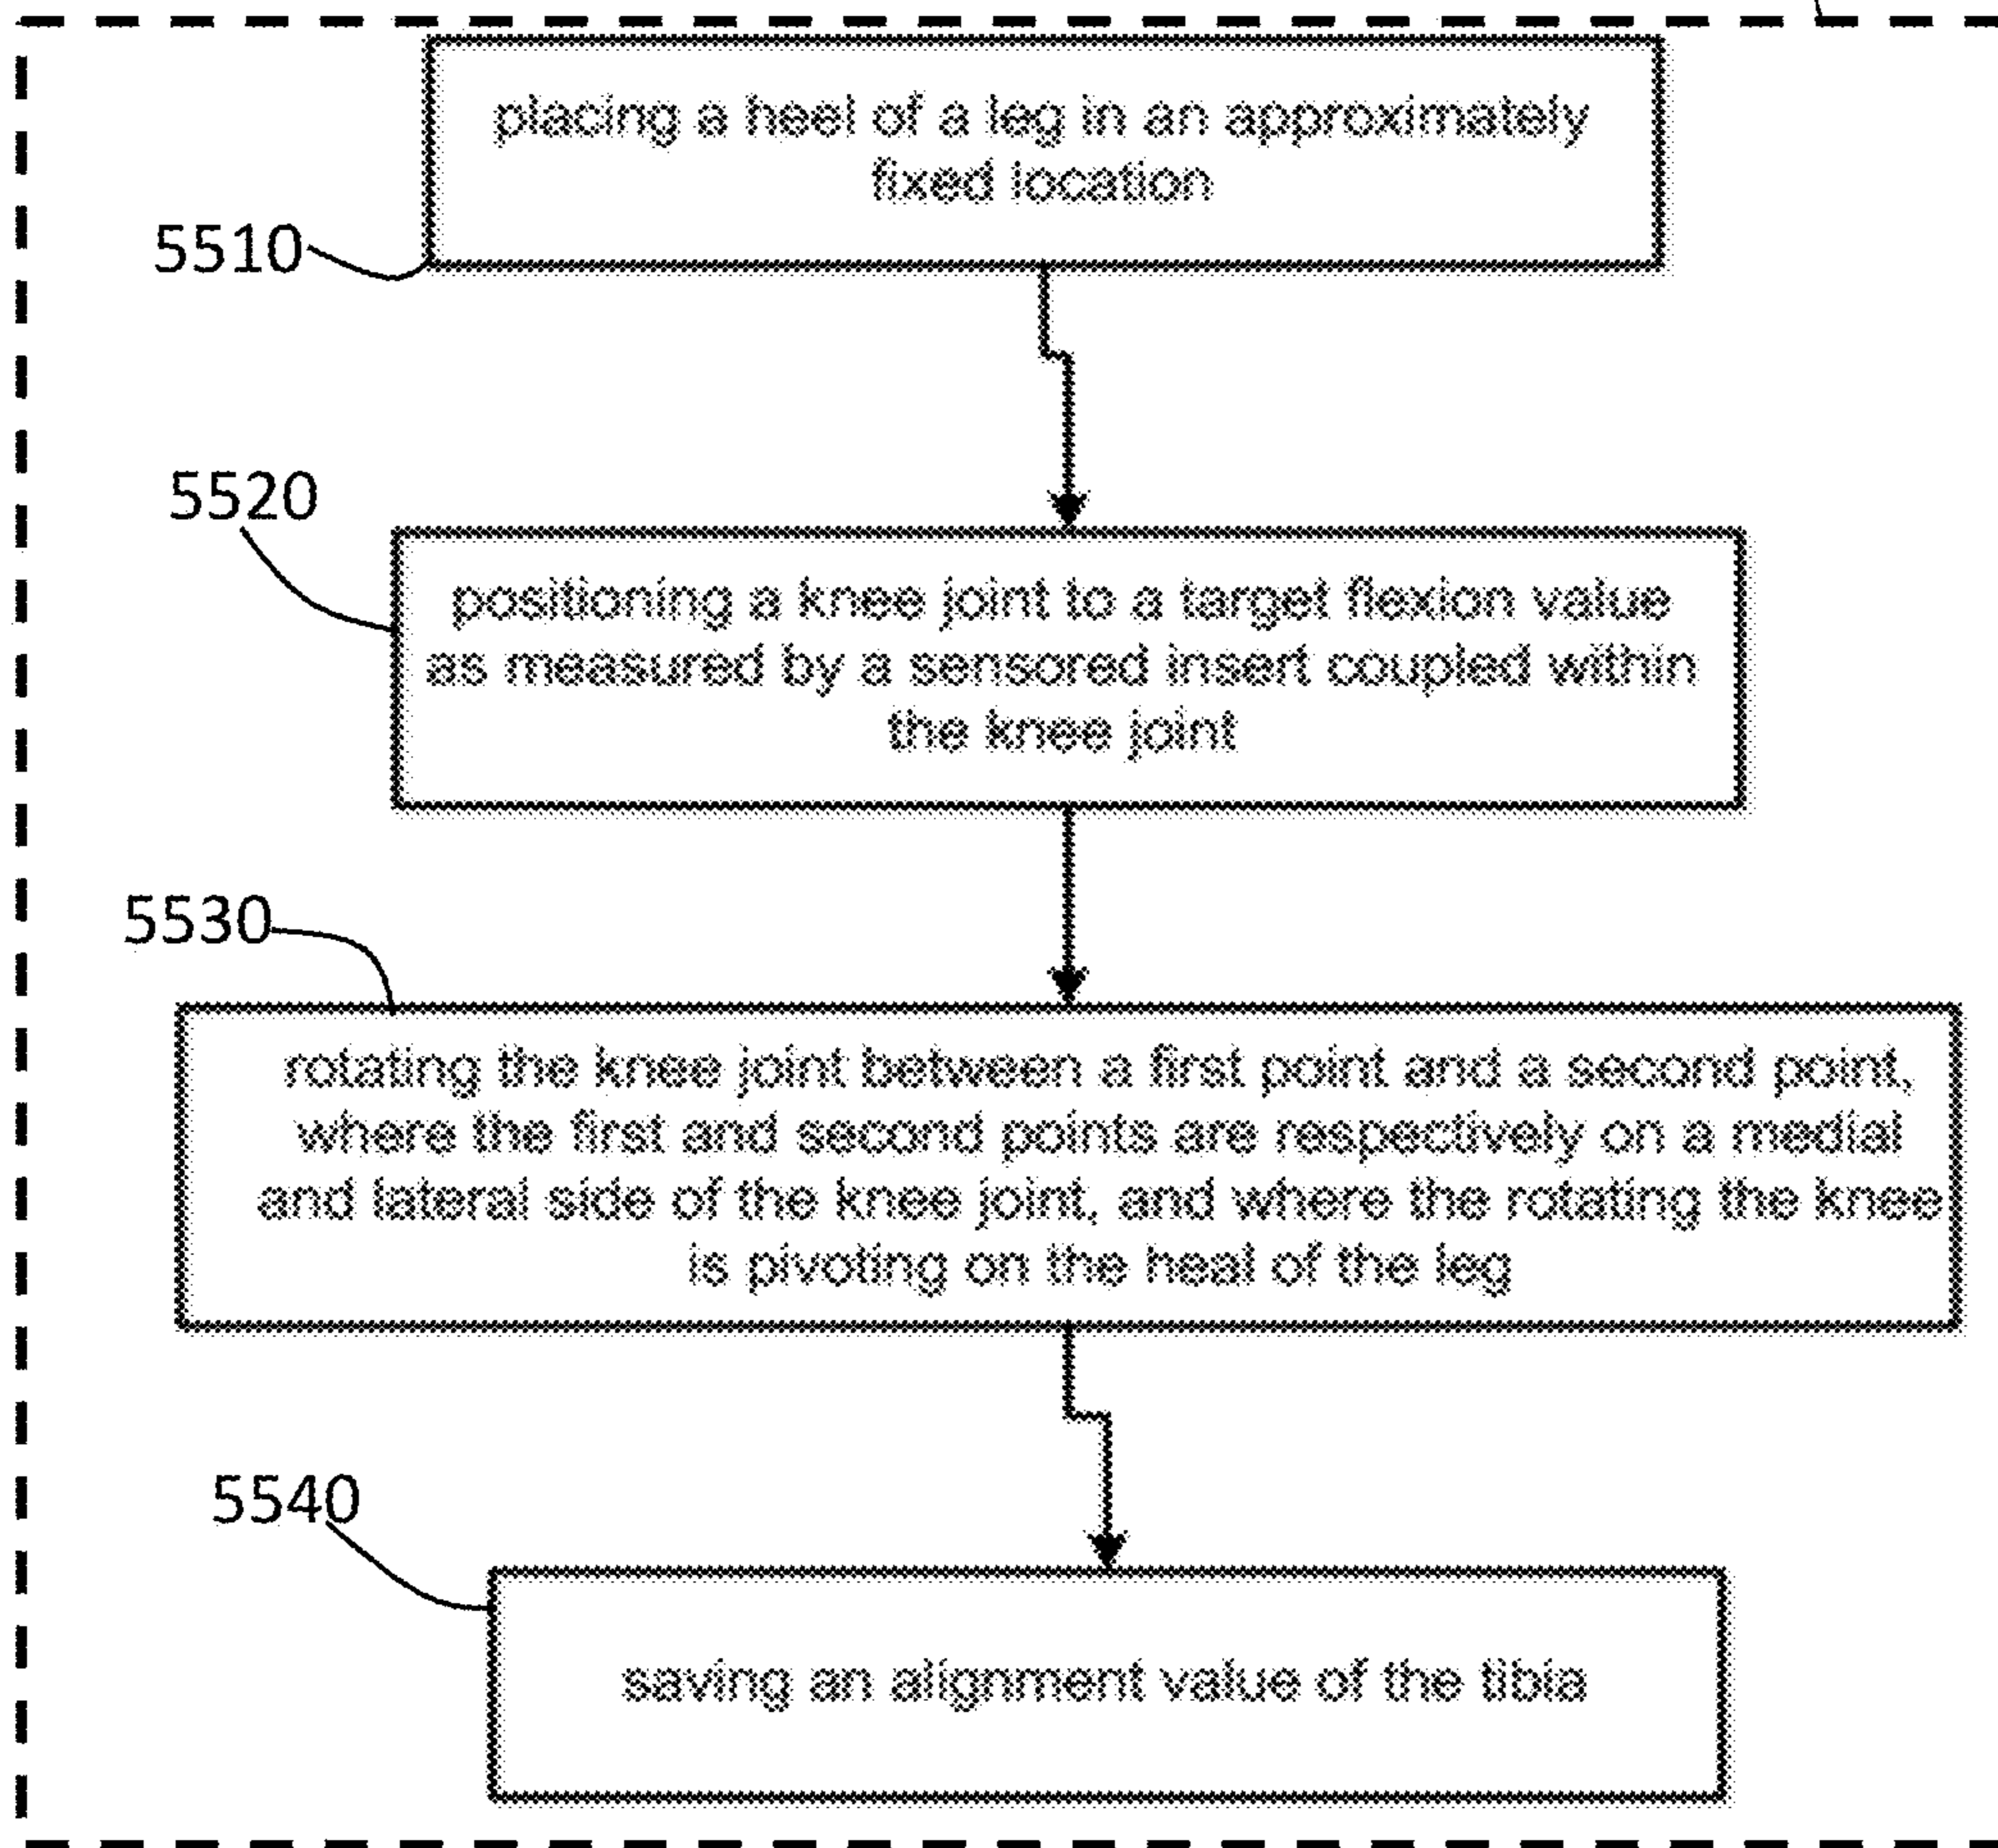 placing a heel of a leg in an approximately
fixed location
5510
5520
positioning a knee joint to a target flexion value
as measured by a sensored insert coupled within
the knee joint
5530
rotating the knee joint between a first point and a second point,
where the first and second points are respectively on a medial
and lateral side of the knee joint, and where the rotating the knee
is pivoting on the heal of the leg
5540
saving an alignment value of the tibia